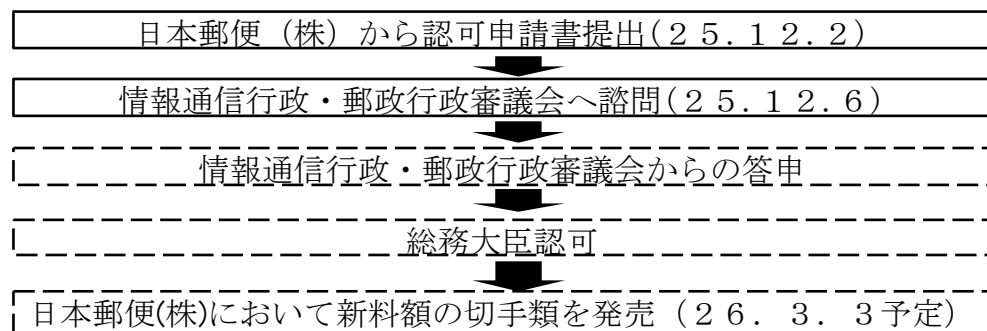 日本郵便（株）から認可申請書提出（２５．１２．２）
情報通信行政・郵政行政審議会へ諮問（２５．１２．６）
情報通信行政・郵政行政審議会からの答申
総務大臣認可
日本郵便(株)において新料額の切手類を発売（２６．３．３予定）